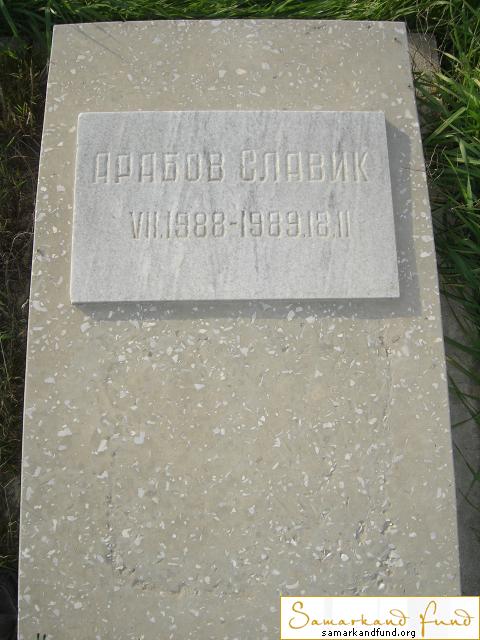 АРАБОВ СЛАВИК
VII.1988-1989.18.II
Samarkand Fund
samarkandfund.org